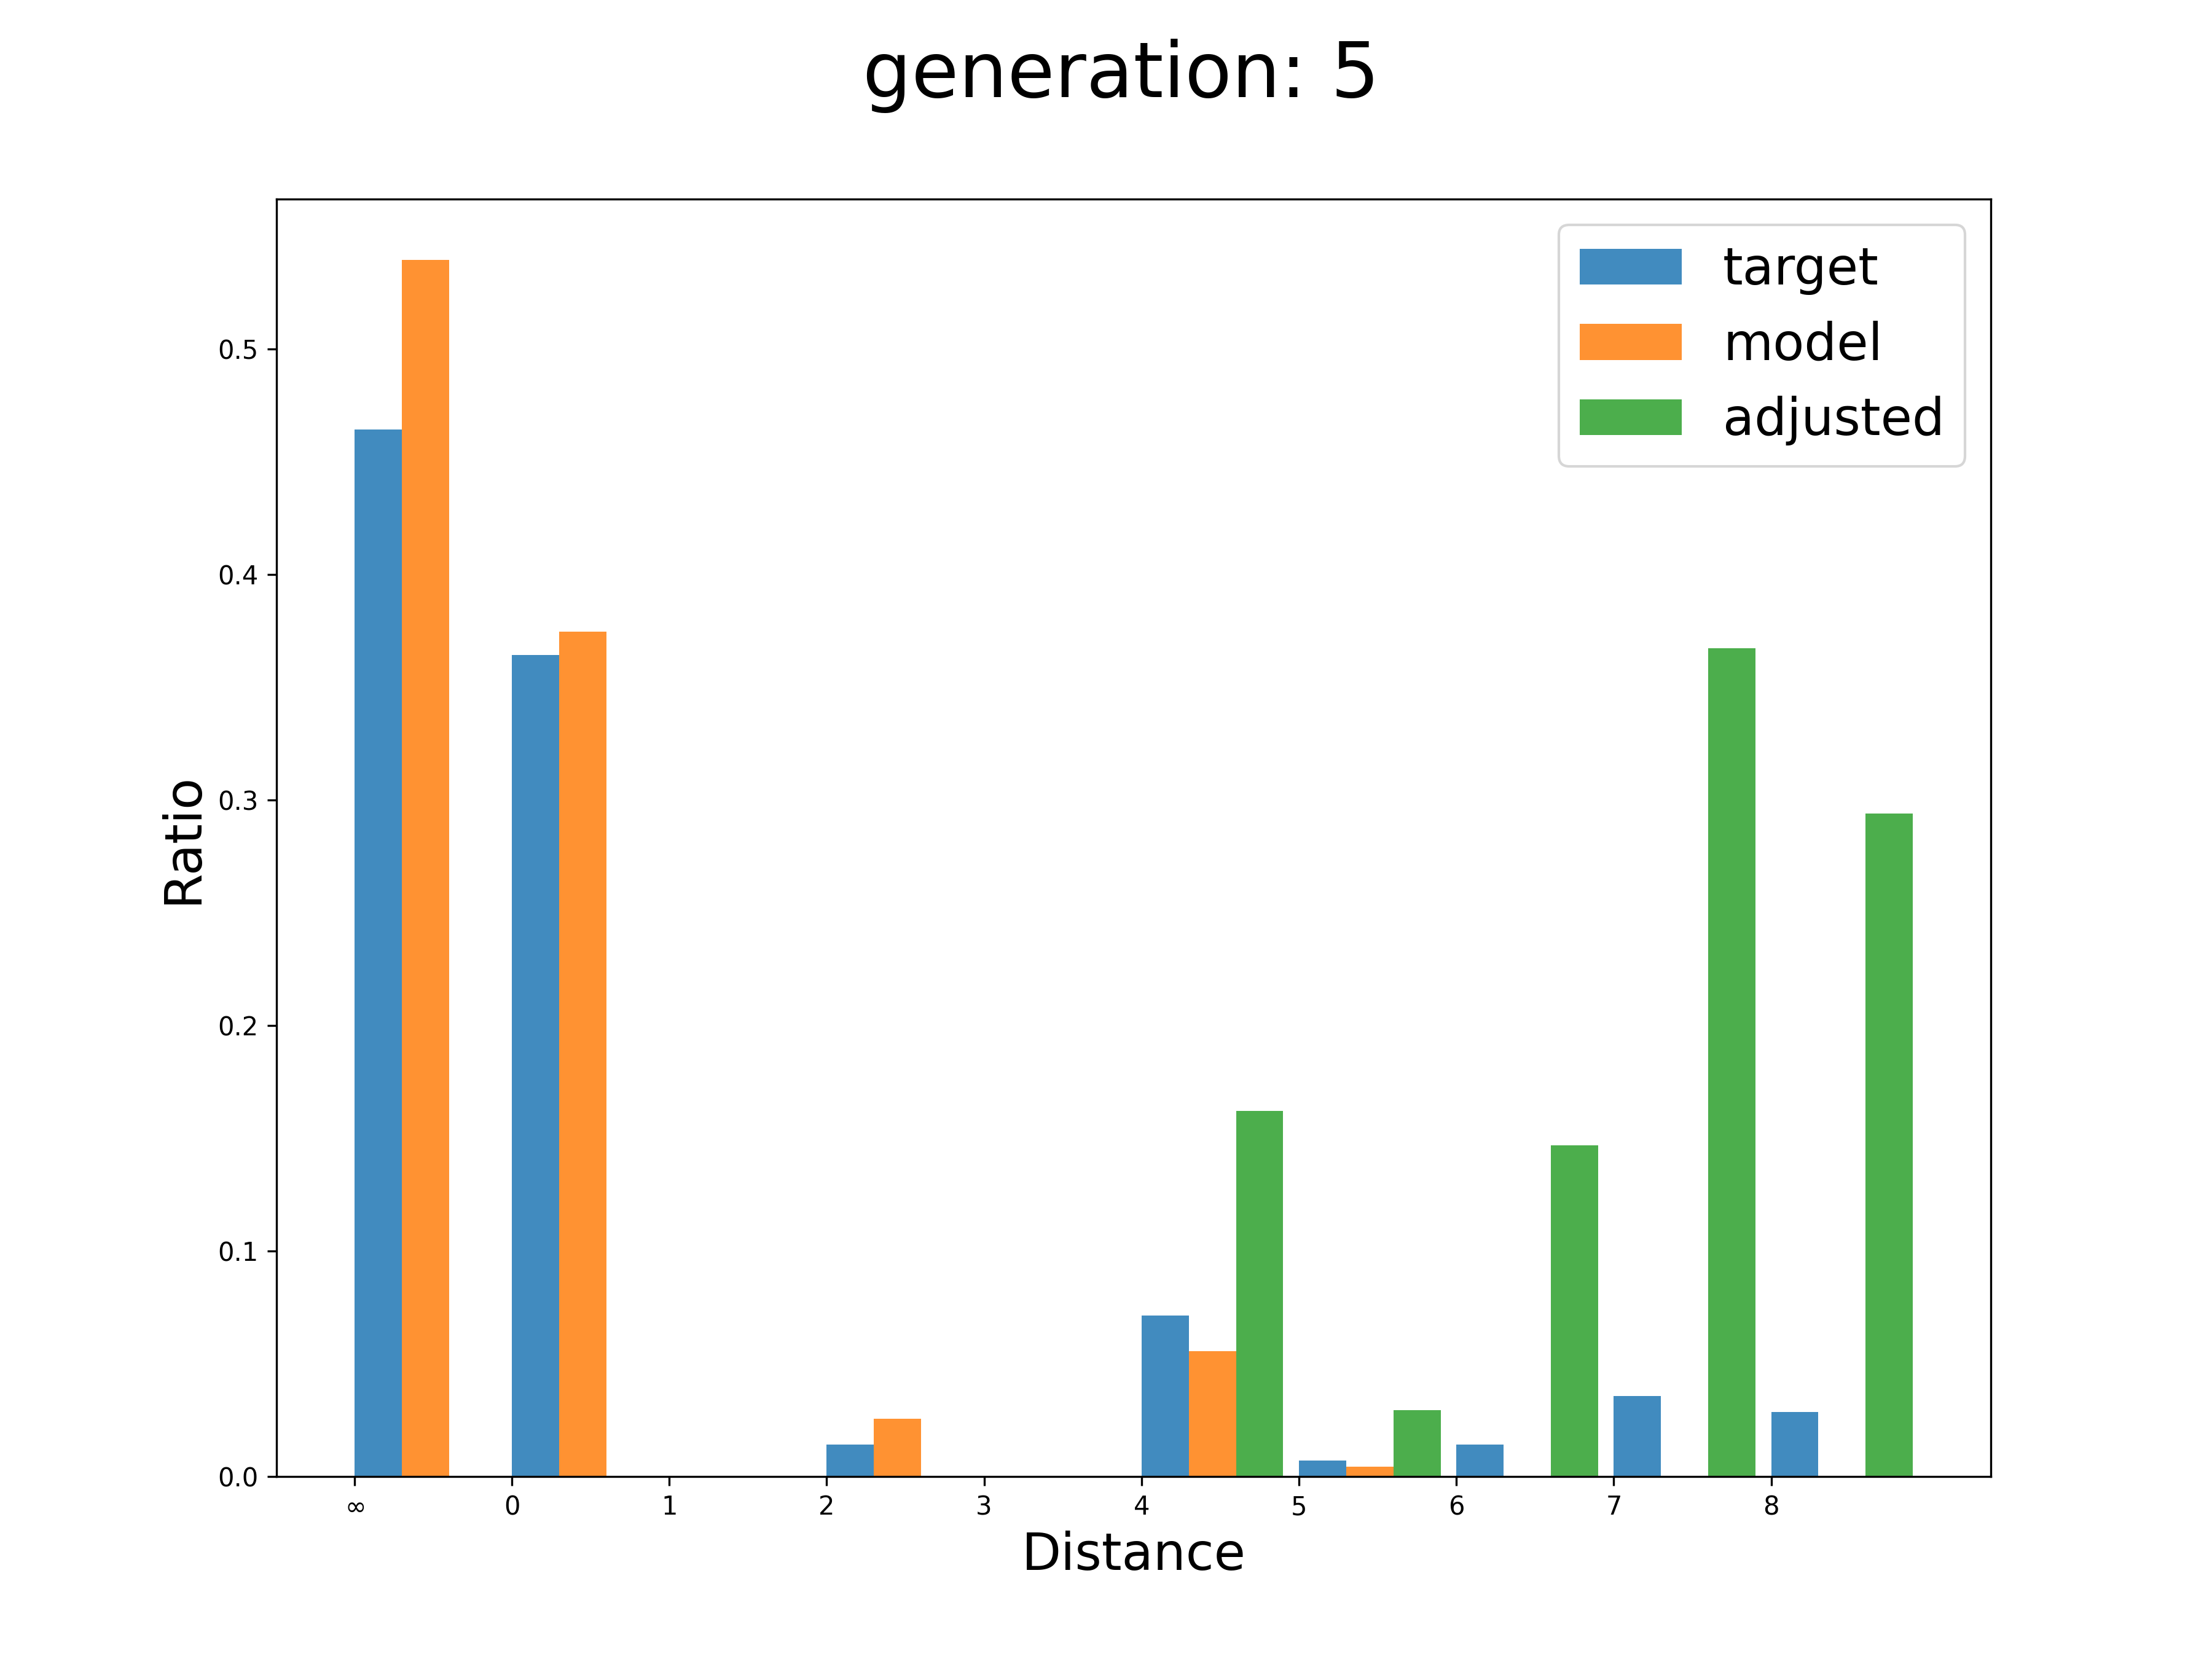 generation: 5
target
model
adjusted
0.5
0.4
0.3
0.2
0.1
0.0
Ratio
∞ 0 1 2 3 4 5 6 7 8
Distance